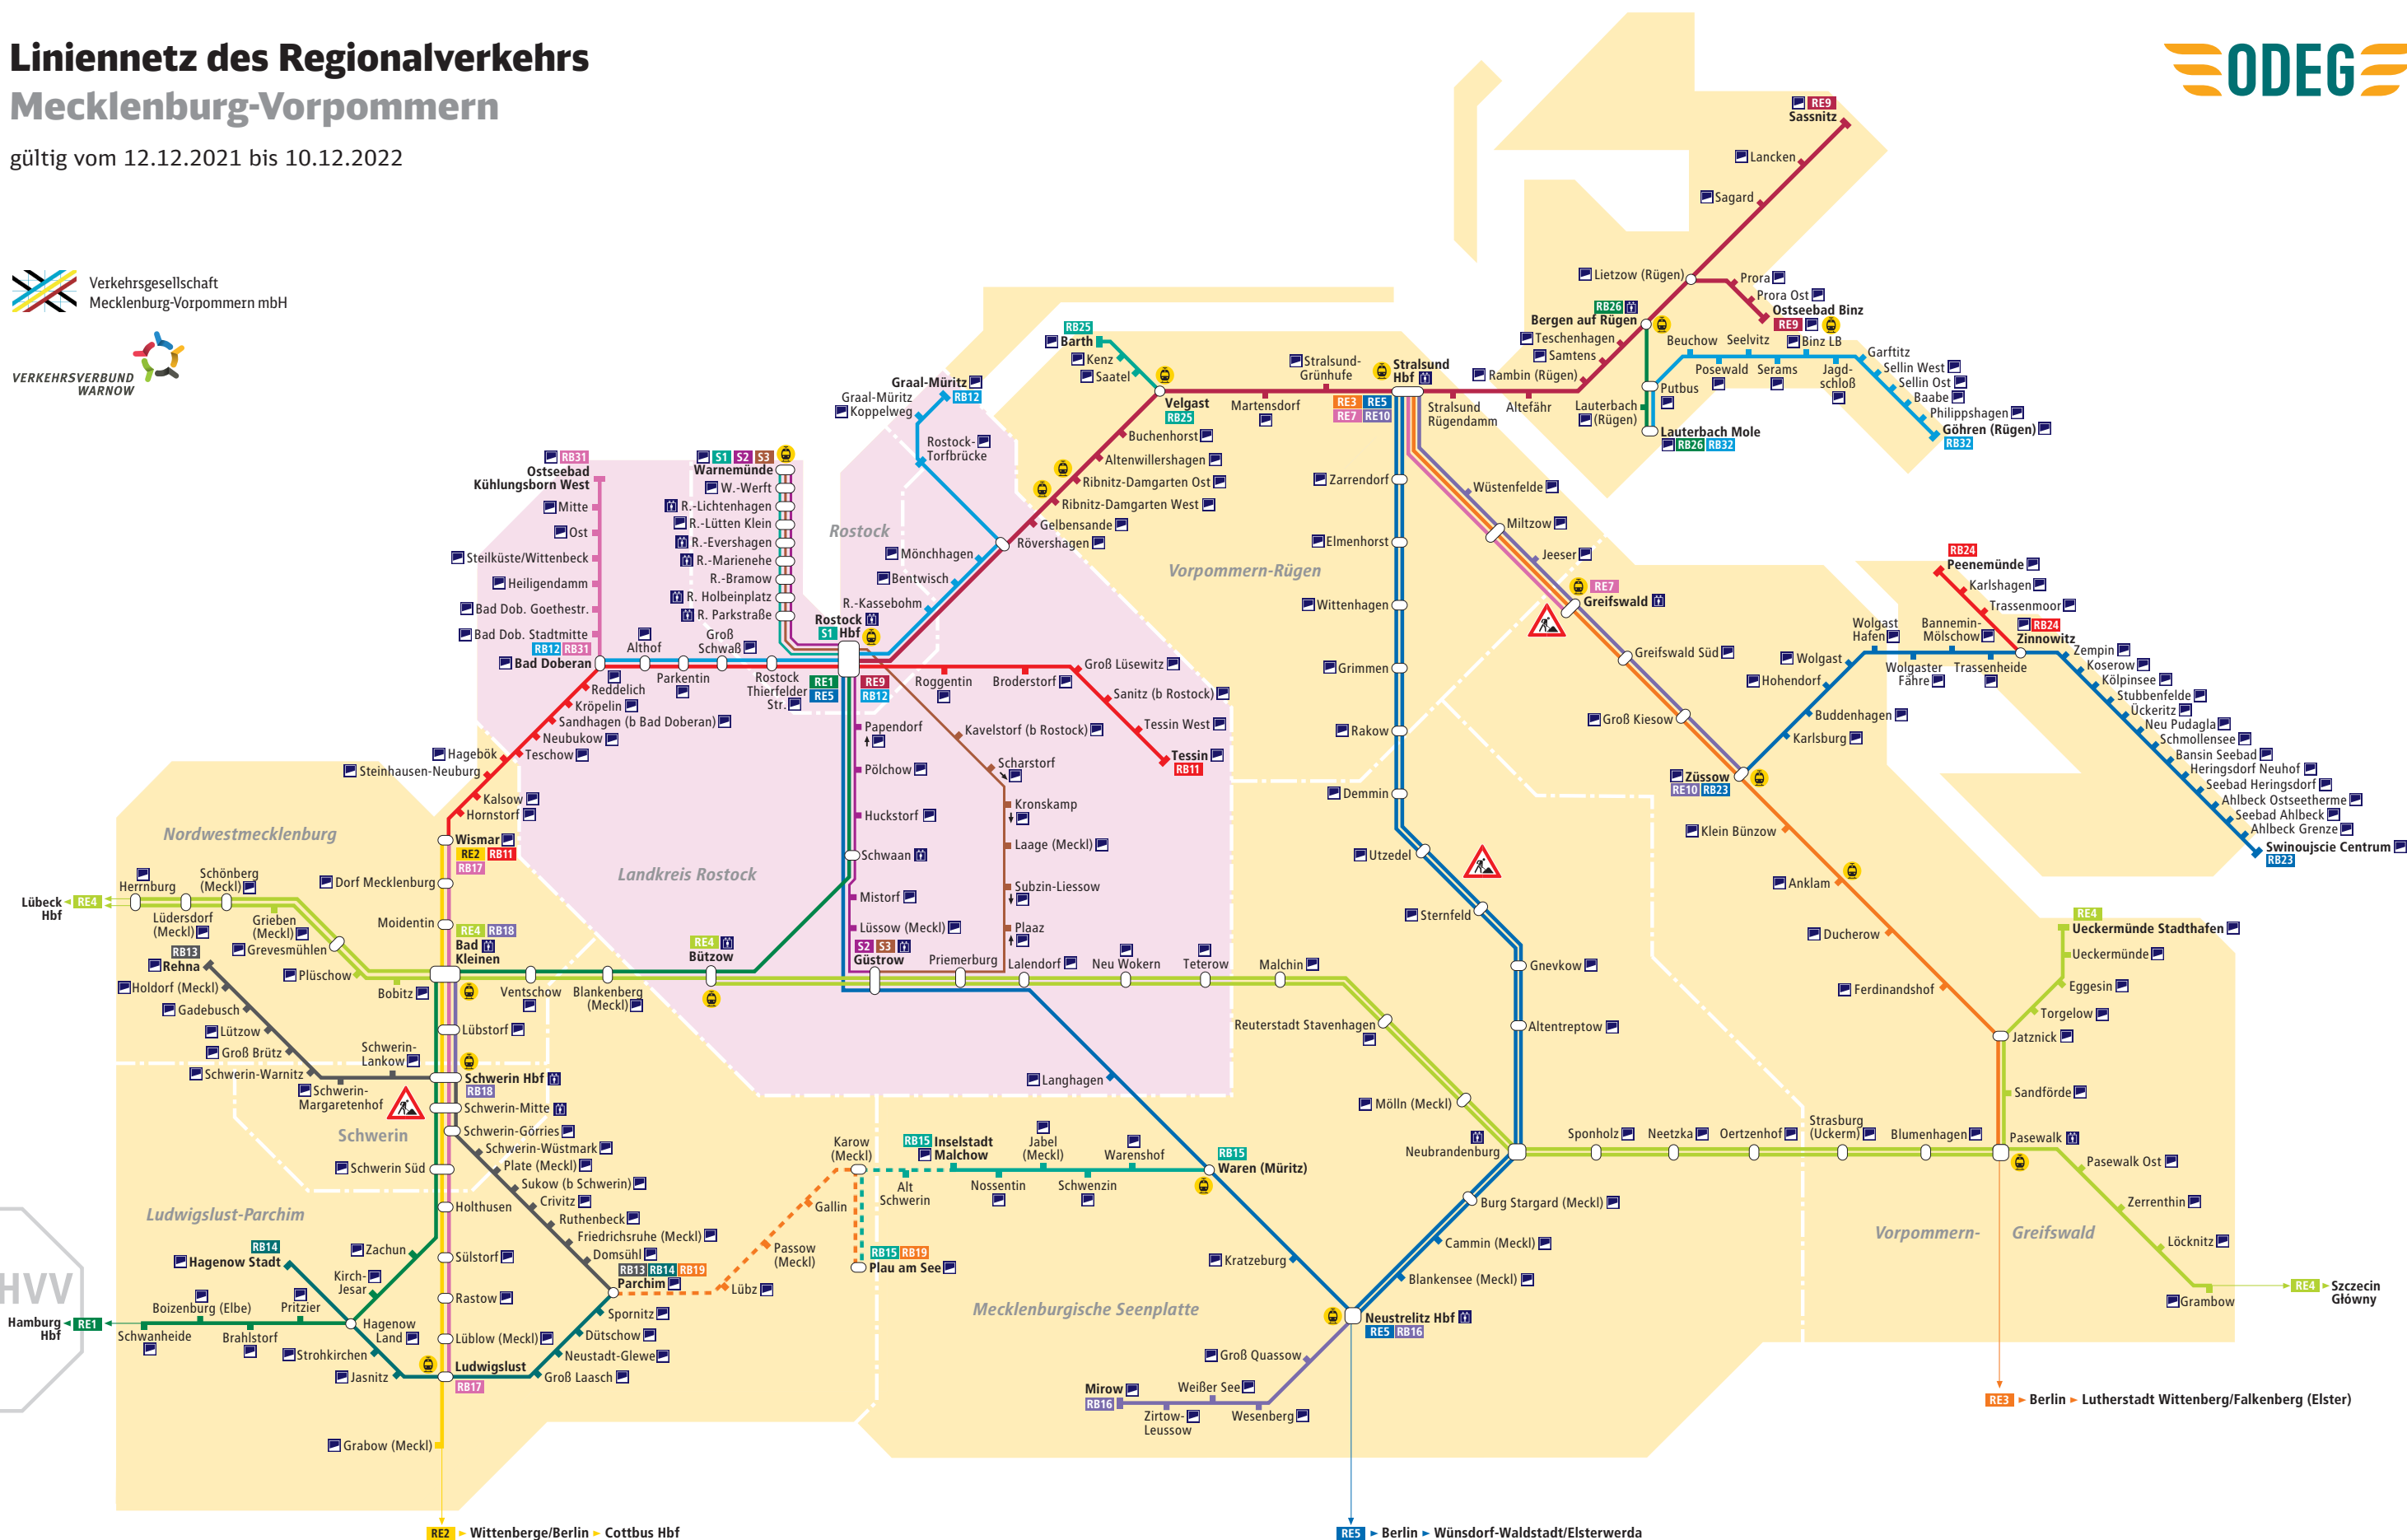 Liniennetz des Regionalverkehrs
Mecklenburg-Vorpommern
gültig vom 12.12.2021 bis 10.12.2022
ODEG
Verkehrsgesellschaft
Mecklenburg-Vorpommern mbH
VERKEHRSVERBUND
WARNOW
RE9
Sassnitz
Lancken
Sagard
Lietzow (Rügen)
Prora
Prora Ost
Ostseebad Binz
RE9
RB26
Bergen auf Rügen
Teschenhagen
Samtens
Rambin (Rügen)
Beuchow
Seelvitz
Binz LB
Garftitz
Sellin West
Sellin Ost
Baabe
Philippshagen
Göhren (Rügen)
RB32
Posewald
Serams
Jagd-
schloß
Putbus
Lauterbach
(Rügen)
Lauterbach Mole
RB26 RB32
Altefähr
Stralsund
Rügendamm
Stralsund
Hbf
RE3 RE5
RE7 RE10
Stralsund-
Grünhufe
Martensdorf
RB25
Barth
Kenz
Saatel
Velgast
RB25
Buchenhorst
Altenwillershagen
Ribnitz-Damgarten Ost
Ribnitz-Damgarten West
Gelbensande
Rövershagen
Graal-Müritz
RB12
Graal-Müritz
Koppelweg
Rostock-
Torfbrücke
Mönchhagen
Bentwisch
R.-Kassebohm
Rostock
Vorpommern-Rügen
RB31
Ostseebad
Kühlungsborn West
Mitte
Ost
Steilküste/Wittenbeck
Heiligendamm
Bad Dob. Goethestr.
Bad Dob. Stadtmitte
RB12 RB31
Bad Doberan
S1 S2 S3
Warnemünde
W.-Werft
R.-Lichtenhagen
R.-Lütten Klein
R.-Evershagen
R.-Marienehe
R.-Bramow
R. Holbeinplatz
R. Parkstraße
Rostock
S1 Hbf
RE1 RE9
RE5 RB12
Althof
Parkentin
Groß
Schwaß
Rostock
Thierfelder
Str.
Reddelich
Kröpelin
Sandhagen (b Bad Doberan)
Neubukow
Teschow
Hagebök
Steinhausen-Neuburg
Kalsow
Hornstorf
Roggentin
Broderstorf
Groß Lüsewitz
Sanitz (b Rostock)
Tessin West
Tessin
RB11
Papendorf
Pölchow
Huckstorf
Schwaan
Mistorf
Lüssow (Meckl)
S2 S3
Güstrow
Kavelstorf (b Rostock)
Scharstorf
Kronskamp
Laage (Meckl)
Subzin-Liessow
Plaaz
Priemerburg
Lalendorf
Neu Wokern
Teterow
Malchin
Reuterstadt Stavenhagen
Mölln (Meckl)
Langhagen
Landkreis Rostock
Zarrendorf
Elmenhorst
Wittenhagen
Grimmen
Rakow
Demmin
Utzedel
Sternfeld
Gnevkow
Altentreptow
Neubrandenburg
Wüstenfelde
Miltzow
Jeeser
RE7
Greifswald
Greifswald Süd
Groß Kiesow
Züssow
RE10 RB23
Klein Bünzow
Anklam
Ducherow
Ferdinandshof
Karlsburg
Buddenhagen
Hohendorf
Wolgast
Wolgast
Hafen
Wolgaster
Fähre
Bannemin-
Mölschow
Trassenheide
RB24
Peenemünde
Karlshagen
Trassenmoor
RB24
Zinnowitz
Zempin
Koserow
Kölpinsee
Stubbenfelde
Ückeritz
Neu Pudagla
Schmollensee
Bansin Seebad
Heringsdorf Neuhof
Seebad Heringsdorf
Ahlbeck Ostseetherme
Seebad Ahlbeck
Ahlbeck Grenze
Swinoujscie Centrum
RB23
RE4
Ueckermünde Stadthafen
Ueckermünde
Eggesin
Torgelow
Jatznick
Sandförde
Pasewalk
Pasewalk Ost
Zerrenthin
Löcknitz
Grambow
RE4 Szczecin
Główny
Sponholz
Neetzka
Oertzenhof
Strasburg
(Uckerm)
Blumenhagen
Vorpommern-
Greifswald
RE3 Berlin Lutherstadt Wittenberg/Falkenberg (Elster)
Nordwestmecklenburg
Wismar
RE2 RB11
RB17
Dorf Mecklenburg
Moidentin
RE4 RB18
Bad
Kleinen
Lübeck
Hbf
RE4
Herrnburg
Lüdersdorf
(Meckl)
Schönberg
(Meckl)
Grieben
(Meckl)
Grevesmühlen
Plüschow
Bobitz
Ventschow
Blankenberg
(Meckl)
RE4
Bützow
RB13
Rehna
Holdorf (Meckl)
Gadebusch
Lützow
Groß Brütz
Schwerin-Warnitz
Schwerin-
Margaretenhof
Schwerin-
Lankow
Lübstorf
Schwerin Hbf
RB18
Schwerin-Mitte
Schwerin-Görries
Schwerin
Schwerin Süd
Schwerin-Wüstmark
Plate (Meckl)
Sukow (b Schwerin)
Crivitz
Ruthenbeck
Friedrichsruhe (Meckl)
Domsühl
RB13 RB14 RB19
Parchim
Holthusen
Sülstorf
Rastow
Lüblow (Meckl)
Ludwigslust
RB17
Grabow (Meckl)
RE2 Wittenberge/Berlin Cottbus Hbf
Ludwigslust-Parchim
RB14
Hagenow Stadt
Zachun
Kirch-
Jesar
HVV
Hamburg
Hbf
RE1
Boizenburg (Elbe)
Pritzier
Schwanheide
Brahlstorf
Hagenow
Land
Strohkirchen
Jasnitz
Spornitz
Dütschow
Neustadt-Glewe
Groß Laasch
Lübz
Passow
(Meckl)
Gallin
Karow
(Meckl)
RB15 RB19
Plau am See
Alt
Schwerin
RB15 Inselstadt
Malchow
Nossentin
Jabel
(Meckl)
Schwenzin
Warenshof
RB15
Waren (Müritz)
Kratzeburg
Mecklenburgische Seenplatte
Burg Stargard (Meckl)
Cammin (Meckl)
Blankensee (Meckl)
Neustrelitz Hbf
RE5 RB16
Groß Quassow
Wesenberg
Weißer See
Zirtow-
Leussow
Mirow
RB16
RE5 Berlin Wünsdorf-Waldstadt/Elsterwerda